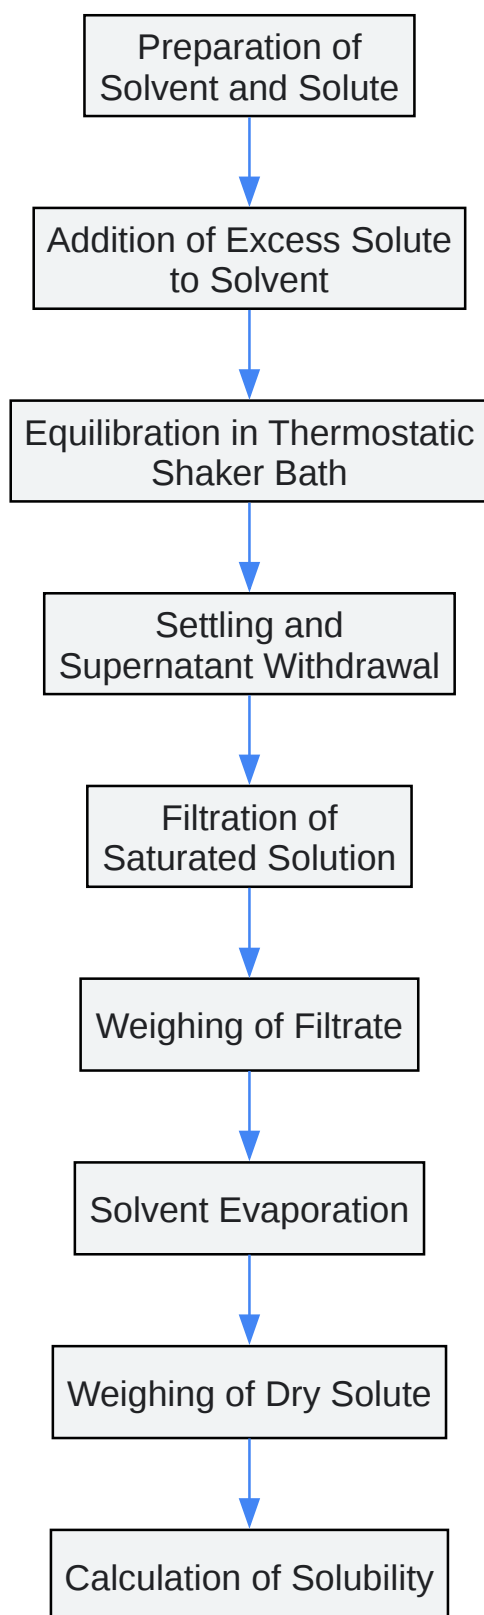 Preparation of
Solvent and Solute
Addition of Excess Solute
to Solvent
Equilibration in Thermostatic
Shaker Bath
Settling and
Supernatant Withdrawal
Filtration of
Saturated Solution
Weighing of Filtrate
Solvent Evaporation
Weighing of Dry Solute
Calculation of Solubility